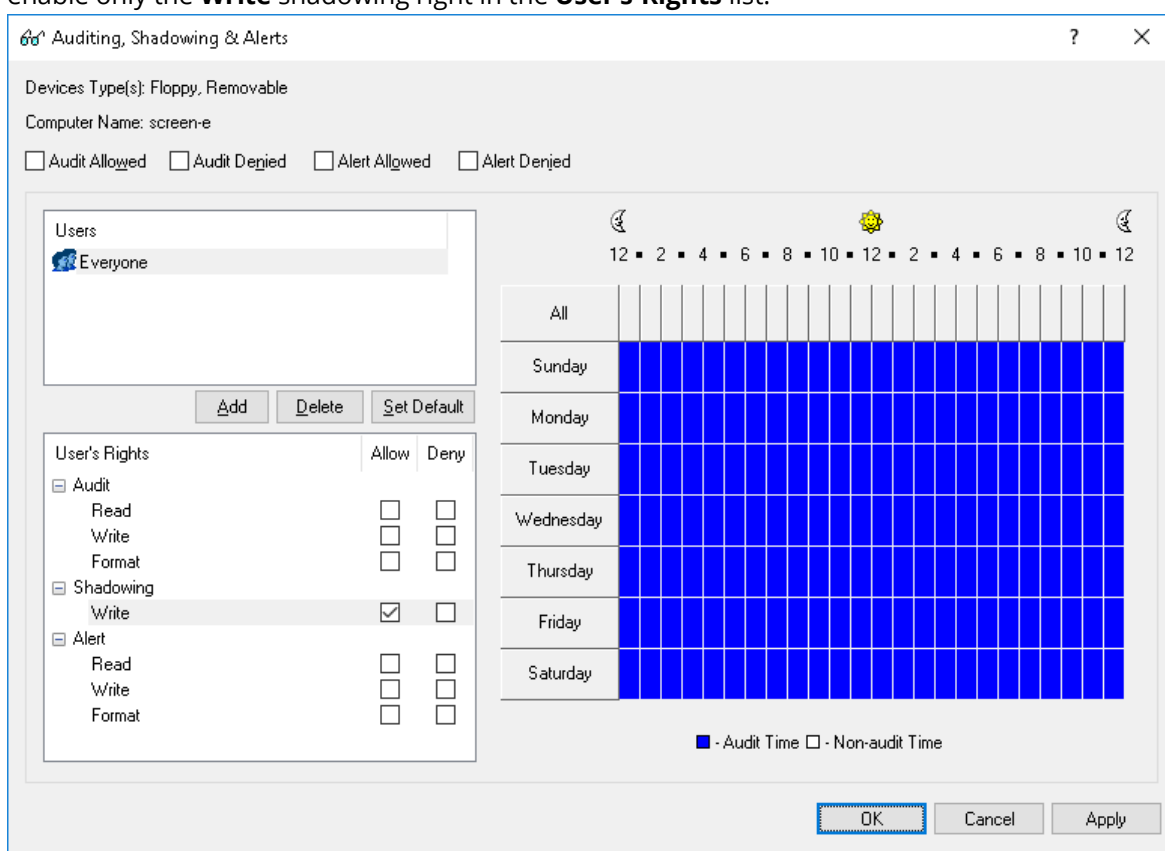 enable only the Write shadowing right in the User's Rights list.
Auditing, Shadowing & Alerts
?
Devices Type(s): Floppy, Removable
Computer Name: screen-e
Audit Allowed Audit Denied Alert Allowed Alert Denied
Users
Everyone
Add Delete Set Default
User's Rights Allow Deny
Audit
Read
Write
Format
Shadowing
Write
Alert
Read
Write
Format
12 2 4 6 8 10 12 2 4 6 8 10 12
All
Sunday
Monday
Tuesday
Wednesday
Thursday
Friday
Saturday
- Audit Time - Non-audit Time
OK Cancel Apply